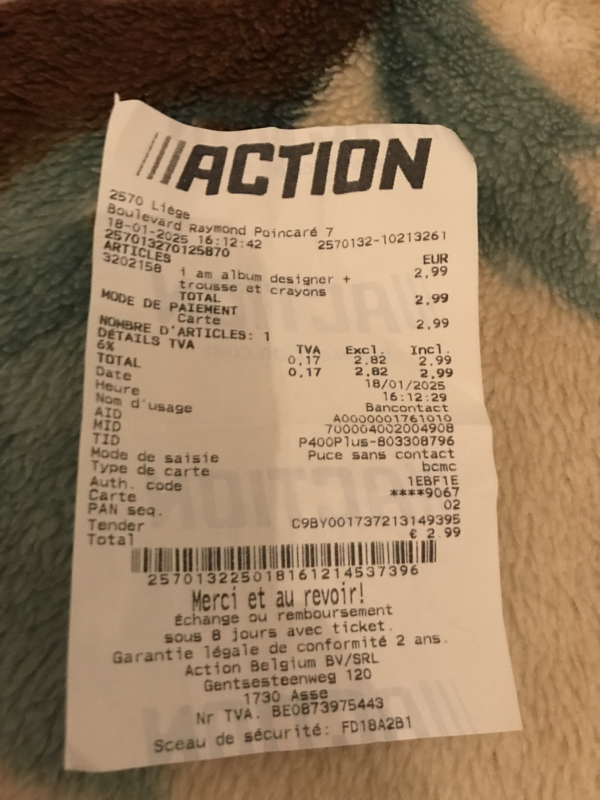 ///ACTION
2570 Liége
Boulevard Raymond Poincaré 7
18-01-2025 16:12:42 2570132-10213261
257013270125870
ARTICLES EUR
3202158 i am album designer + 2,99
trousse et crayons
TOTAL 2,99
MODE DE PAIEMENT
Carte 2,99
NOMBRE D'ARTICLES: 1
DÉTAILS TVA TVA Excl. Incl.
6% 0,17 2,82 2,99
TOTAL 0,17 2,82 2,99
Date 18/01/2025
Heure 16:12:29
Nom d'usage Bancontact
AID A0000001761010
MID 700004002004908
TID P400Plus-803308796
Mode de saisie Puce sans contact
Type de carte bcmc
Auth. code 1EBF1E
Carte ****9067
PAN seq. 02
Tender C9BY001737213149395
Total € 2.99
257013225018161214537396
Merci et au revoir!
Échange ou remboursement
sous 8 jours avec ticket.
Garantie légale de conformité 2 ans.
Action Belgium BV/SRL
Gentsesteenweg 120
1730 Asse
Nr TVA. BE0873975443
Sceau de sécurité: FD18A2B1